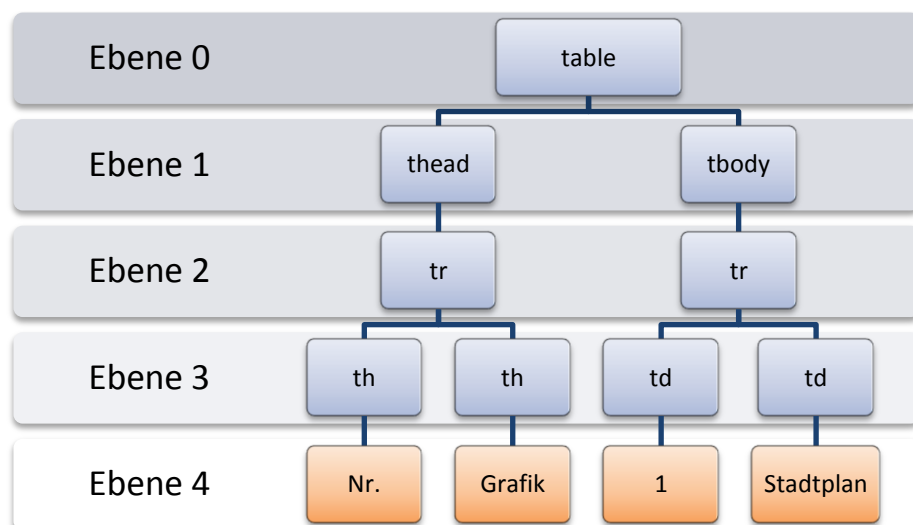 Ebene 0
table
Ebene 1
thead
tbody
Ebene 2
tr
tr
Ebene 3
th
th
td
td
Ebene 4
Nr.
Grafik
1
Stadtplan